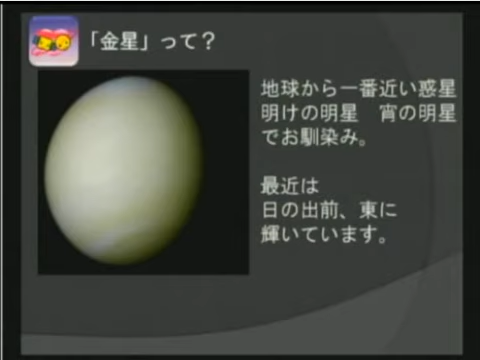 「金星」って？
地球から一番近い惑星
明けの明星　宵の明星
でお馴染み。
最近は
日の出前、東に
輝いています。